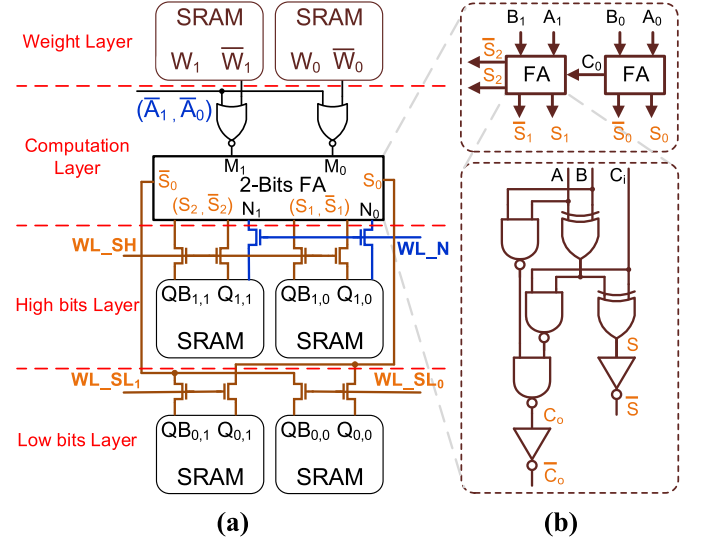 SRAM SRAM
Weight Layer
W₁ W̅₁ W₀ W̅₀
(A̅₁, A̅₀)
Computation
Layer
M₁ M₀
S̅₀ 2-Bits FA S₀
(S₂, S̅₂) N₁ (S₁, S̅₁) N₀
WL_SH WL_N
High bits Layer
QB₁,₁ Q₁,₁ QB₁,₀ Q₁,₀
SRAM SRAM
WL_SL₁ WL_SL₀
Low bits Layer
QB₀,₁ Q₀,₁ QB₀,₀ Q₀,₀
SRAM SRAM
(a)
B₁ A₁ B₀ A₀
S̅₂
S₂
FA C₀ FA
S̅₁ S₁ S̅₀ S₀
A B Cᵢ
S
S̅
Cₒ
C̅ₒ
(b)